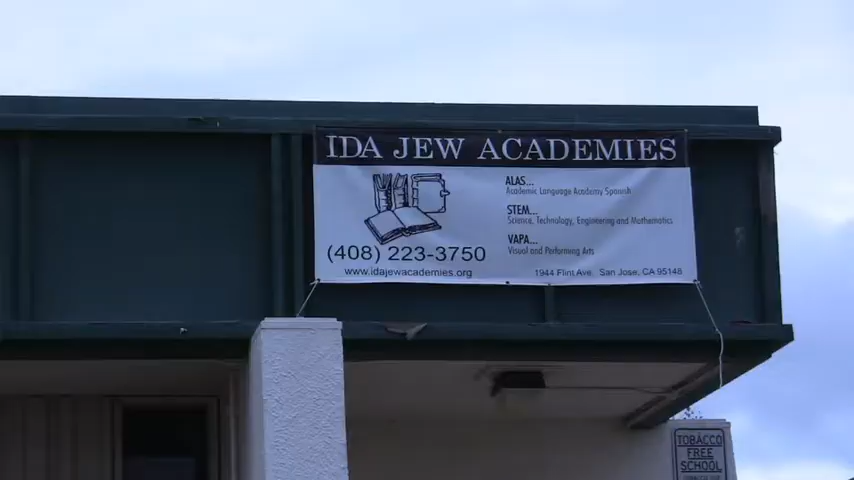 IDA JEW ACADEMIES
ALAS...
Academic Language Academy Spanish
STEM...
Science, Technology, Engineering and Mathematics
VAPA...
Visual and Performing Arts
(408) 223-3750
www.idajewacademies.org
1944 Flint Ave. San Jose, CA 95148
TOBACCO
FREE
SCHOOL